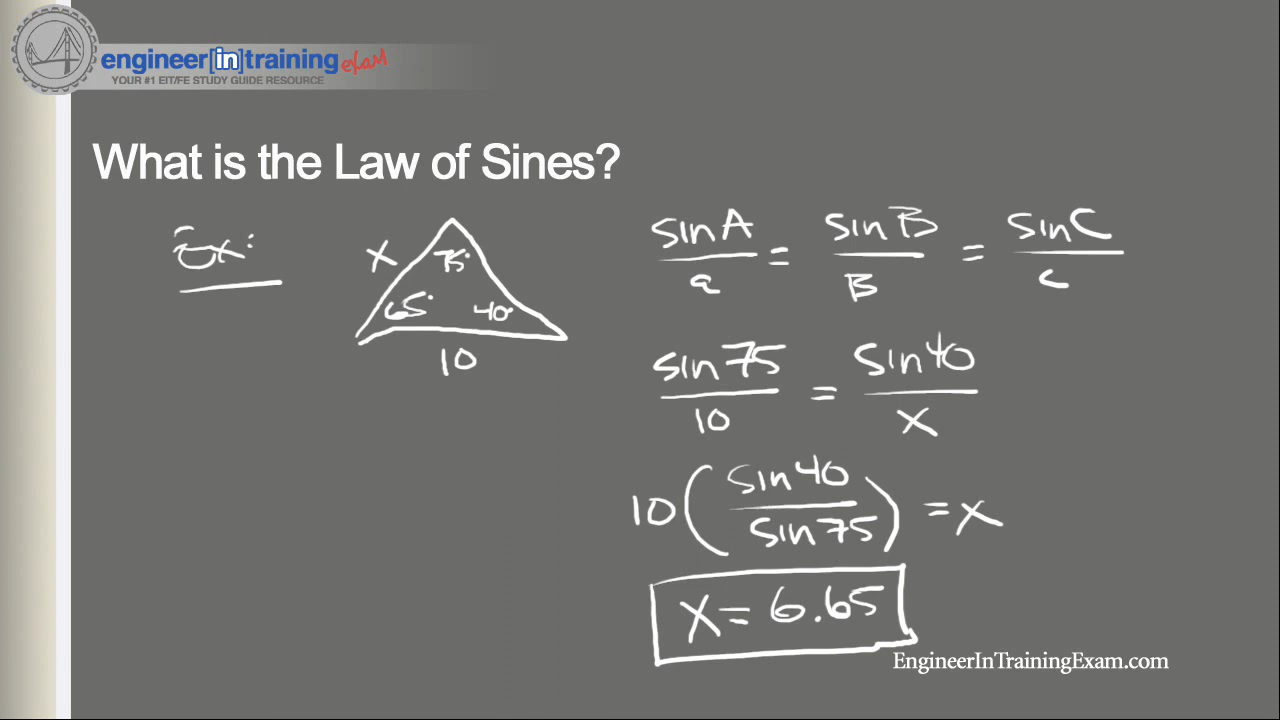 engineer[in]training exam
YOUR #1 EIT/FE STUDY GUIDE RESOURCE
What is the Law of Sines?
Ex:
x
75°
65° 40°
10
sinA/a = sinB/B = sinC/c
sin75/10 = sin40/x
10(sin40/sin75) = x
x = 6.65
EngineerInTrainingExam.com